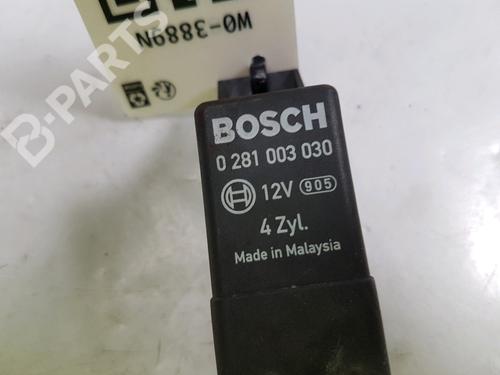 W0-3889N
B-PARTS
BOSCH
0 281 003 030
12V 905
4 Zyl.
Made in Malaysia